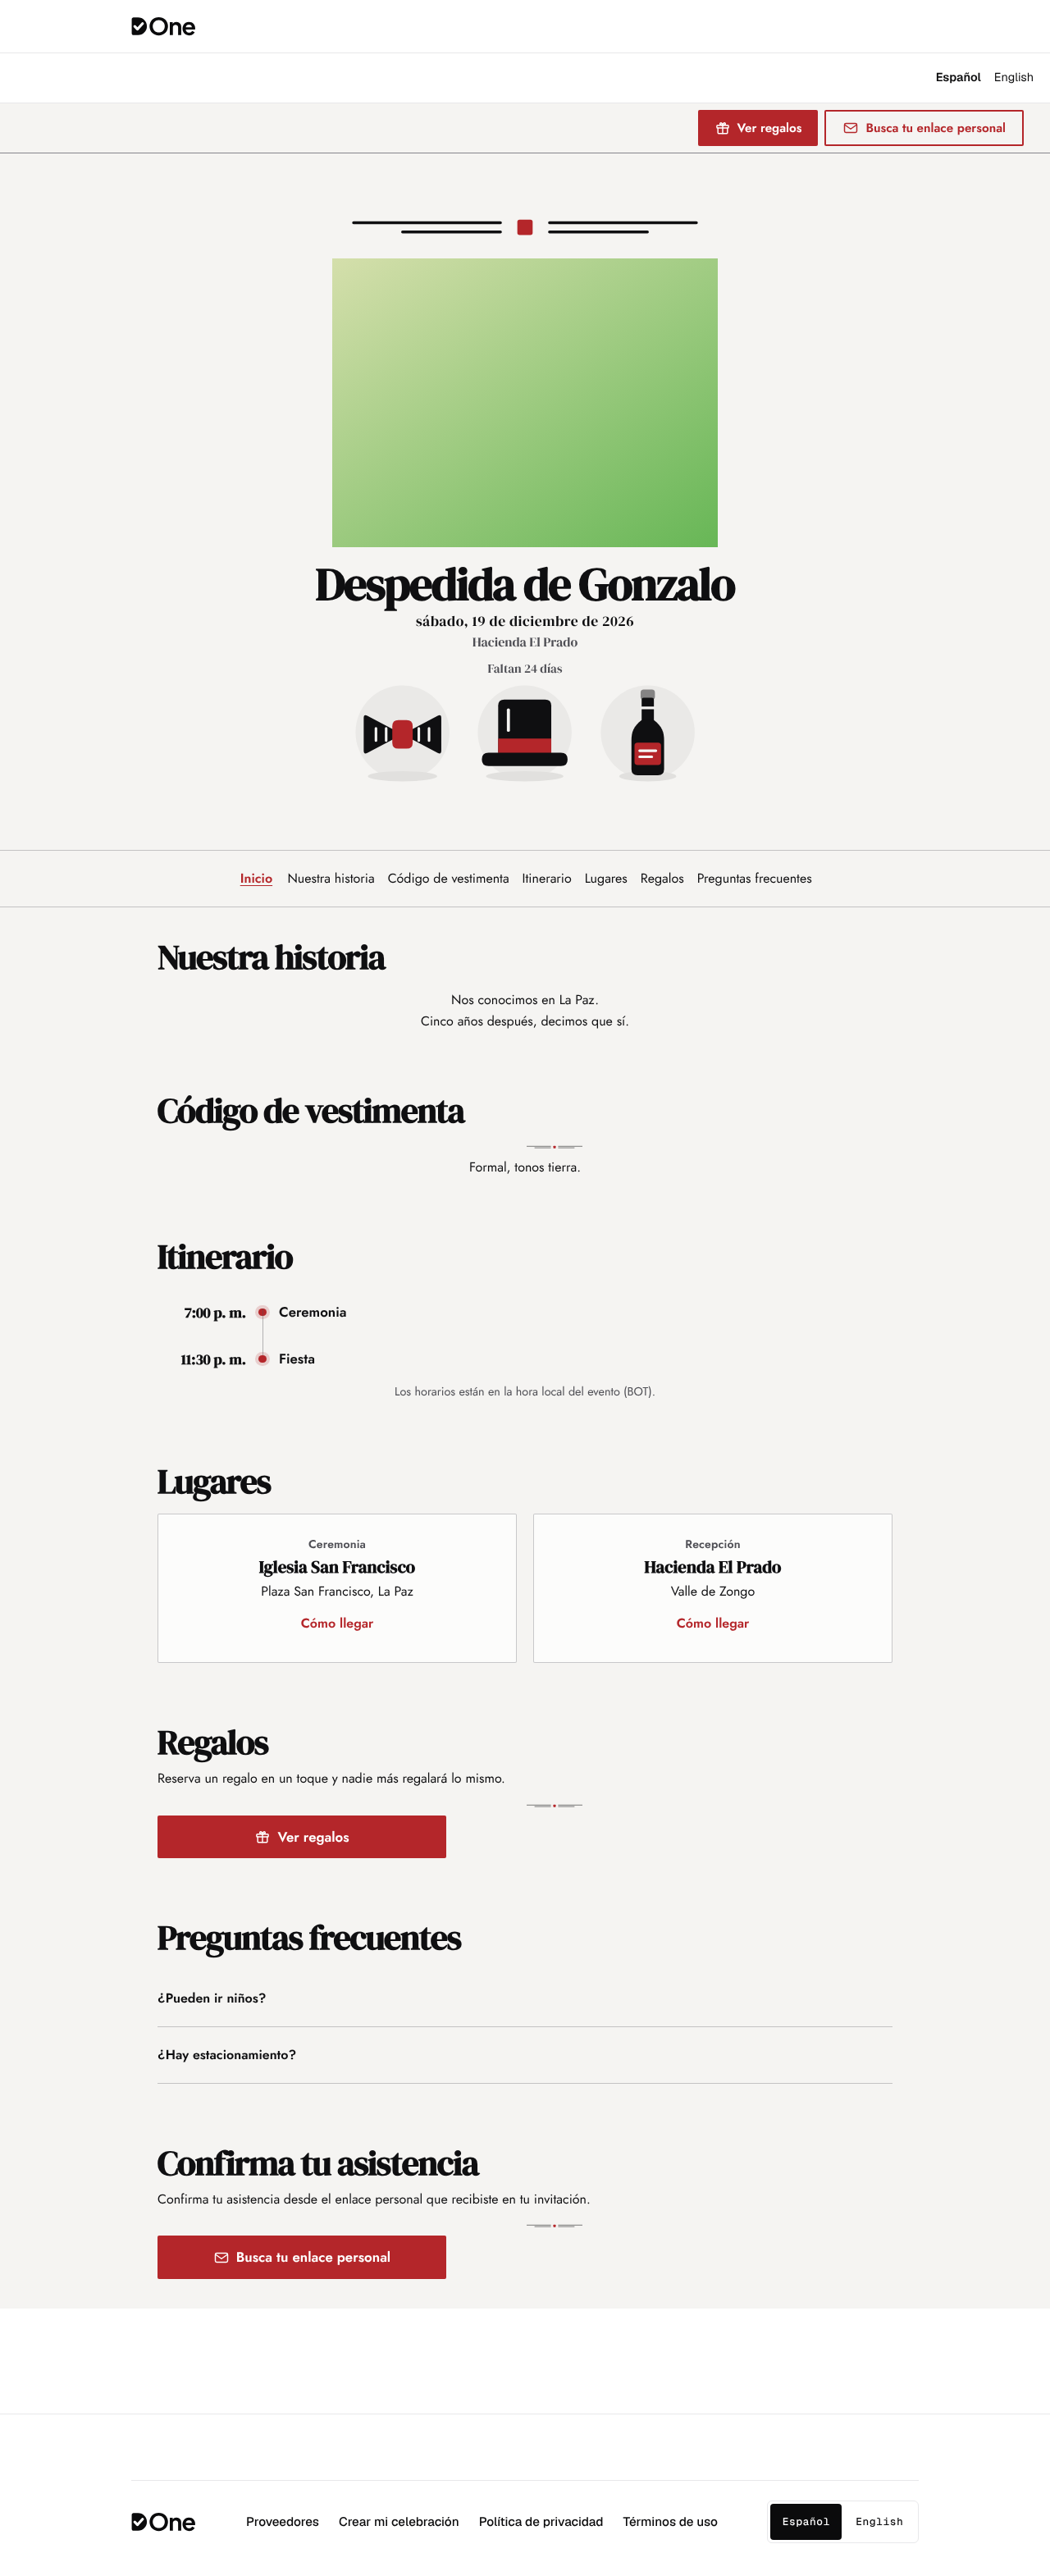 One
Español English
Ver regalos Busca tu enlace personal
Despedida de Gonzalo
sábado, 19 de diciembre de 2026
Hacienda El Prado
Faltan 24 días
Inicio Nuestra historia Código de vestimenta Itinerario Lugares Regalos Preguntas frecuentes
Nuestra historia
Nos conocimos en La Paz.
Cinco años después, decimos que sí.
Código de vestimenta
Formal, tonos tierra.
Itinerario
7:00 p. m. Ceremonia
11:30 p. m. Fiesta
Los horarios están en la hora local del evento (BOT).
Lugares
Ceremonia
Iglesia San Francisco
Plaza San Francisco, La Paz
Cómo llegar
Recepción
Hacienda El Prado
Valle de Zongo
Cómo llegar
Regalos
Reserva un regalo en un toque y nadie más regalará lo mismo.
Ver regalos
Preguntas frecuentes
¿Pueden ir niños?
¿Hay estacionamiento?
Confirma tu asistencia
Confirma tu asistencia desde el enlace personal que recibiste en tu invitación.
Busca tu enlace personal
One Proveedores Crear mi celebración Política de privacidad Términos de uso Español English